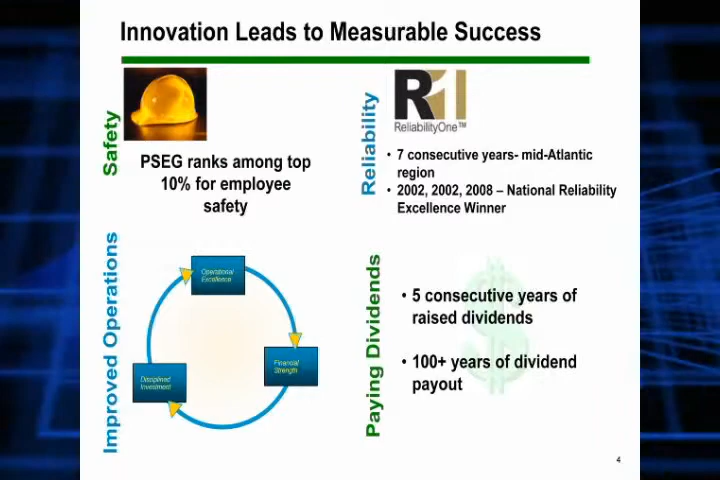 Innovation Leads to Measurable Success
Safety
PSEG ranks among top
10% for employee
safety
Reliability
R1
ReliabilityOne™
• 7 consecutive years- mid-Atlantic
region
• 2002, 2002, 2008 – National Reliability
Excellence Winner
Improved Operations
Operational
Excellence
Financial
Strength
Disciplined
Investment
Paying Dividends
$
• 5 consecutive years of
raised dividends
• 100+ years of dividend
payout
4